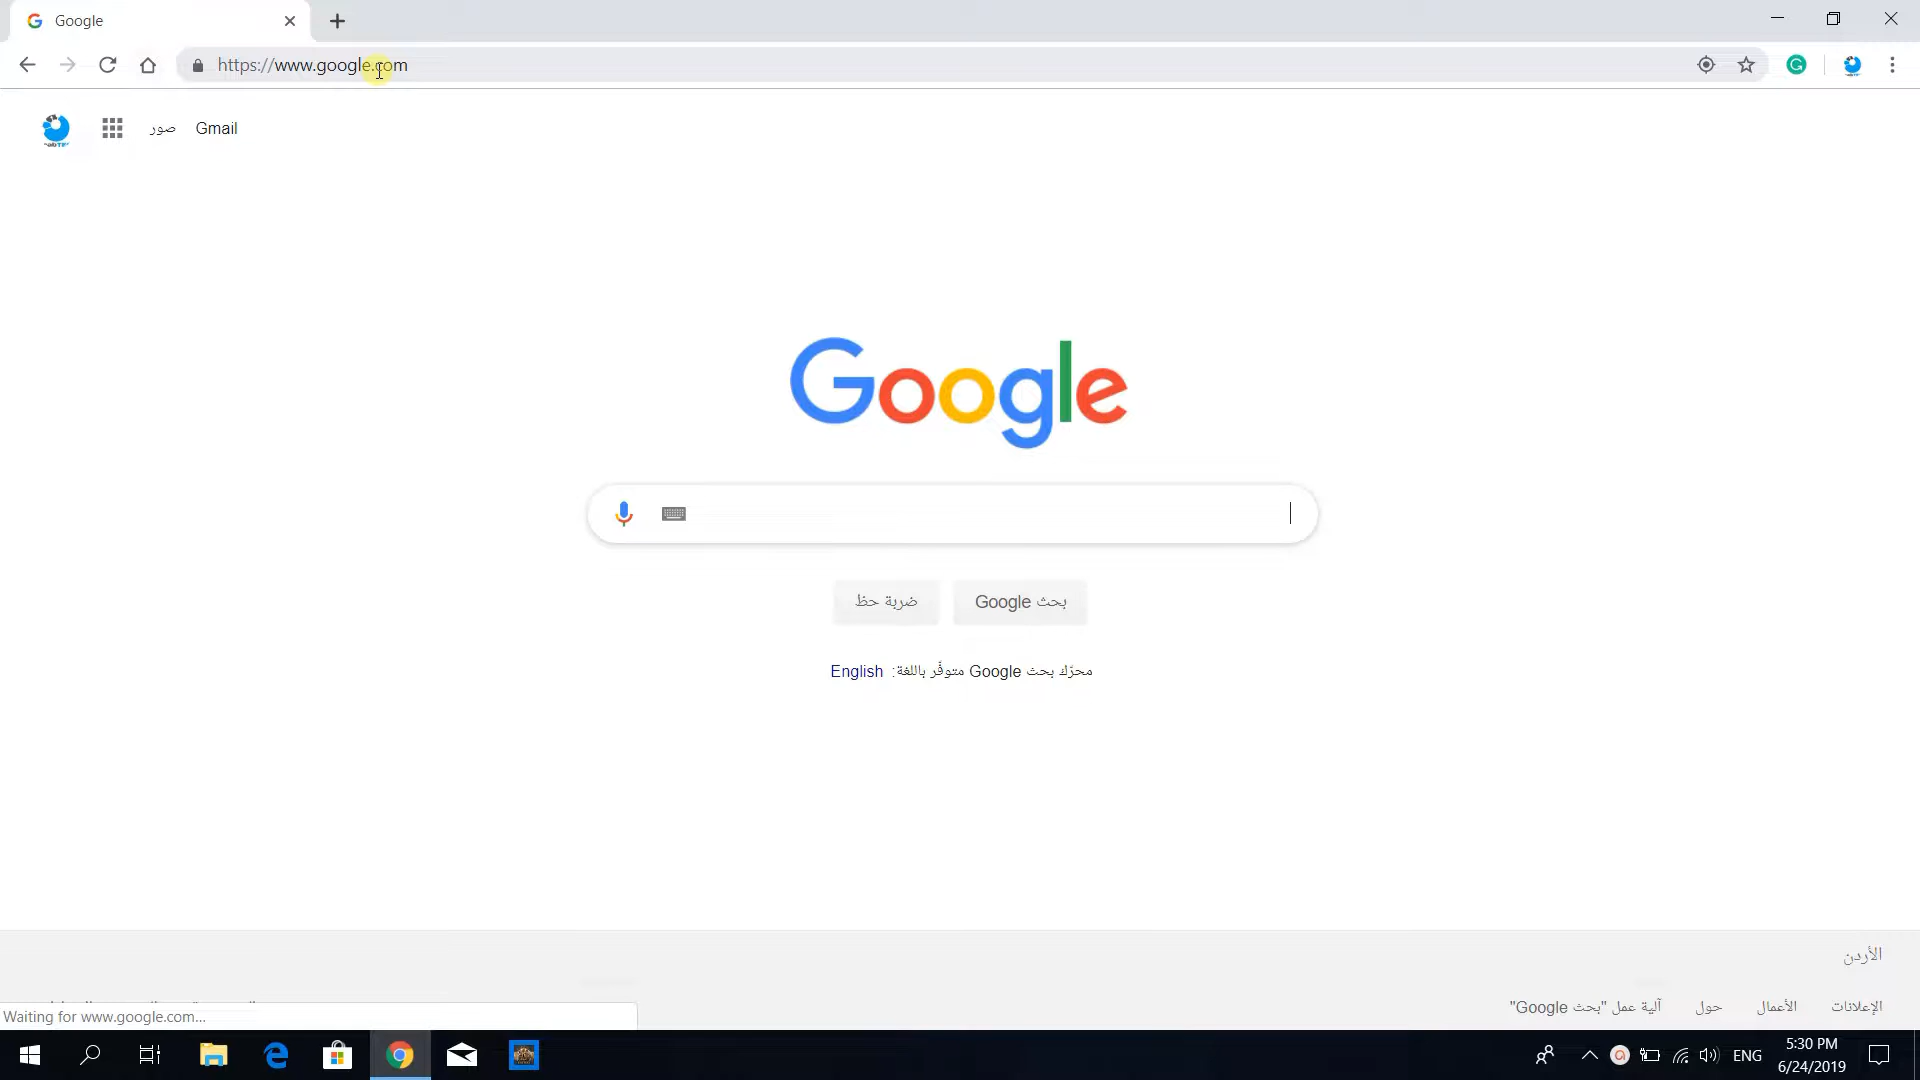 Google
https://www.google.com
صور Gmail
Google
بحث Google ضربة حظ
محرّك بحث Google متوفّر باللغة: English
الأردن
الإعلانات الأعمال حول آلية عمل "بحث Google"
Waiting for www.google.com...
ENG
5:30 PM
6/24/2019